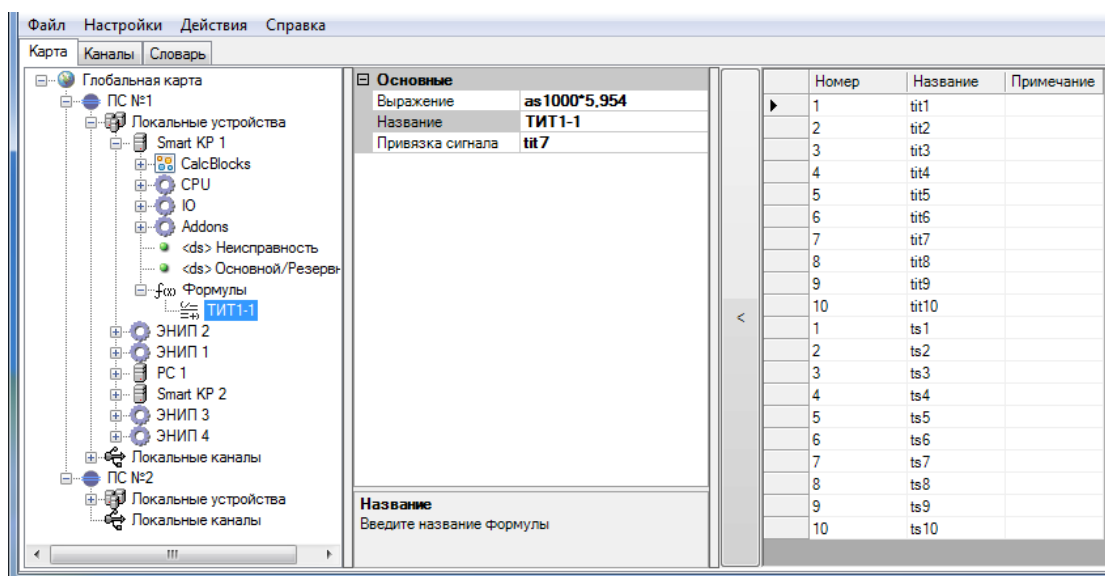 Файл Настройки Действия Справка
Карта Каналы Словарь
Глобальная карта
ПС №1
Локальные устройства
Smart KP 1
CalcBlocks
CPU
IO
Addons
<ds> Неисправность
<ds> Основной/Резервн
f(x) Формулы
ТИТ1-1
ЭНИП 2
ЭНИП 1
PC 1
Smart KP 2
ЭНИП 3
ЭНИП 4
Локальные каналы
ПС №2
Локальные устройства
Локальные каналы
Основные
Выражение as1000*5,954
Название ТИТ1-1
Привязка сигнала tit7
Название
Введите название формулы
<
Номер Название Примечание
1 tit1
2 tit2
3 tit3
4 tit4
5 tit5
6 tit6
7 tit7
8 tit8
9 tit9
10 tit10
1 ts1
2 ts2
3 ts3
4 ts4
5 ts5
6 ts6
7 ts7
8 ts8
9 ts9
10 ts10